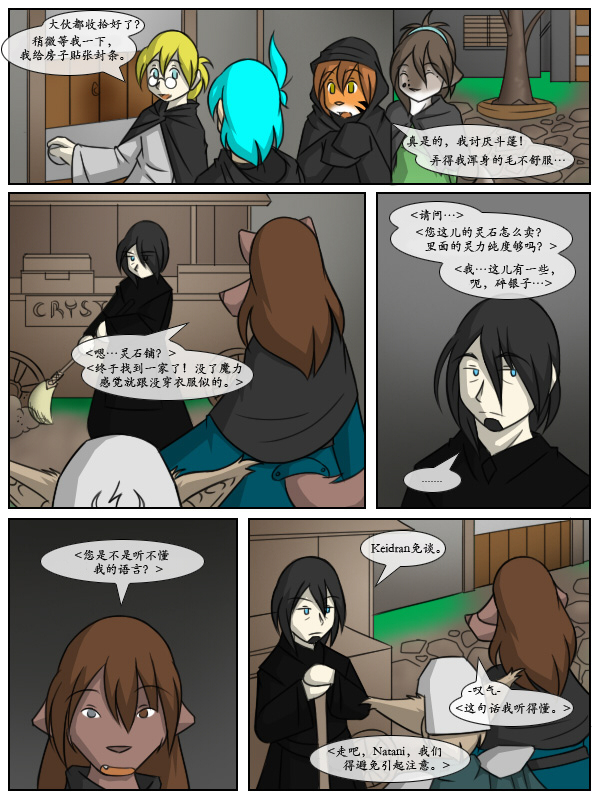 大伙都收拾好了?
稍微等我一下,
我给房子贴张封条。
真是的，我讨厌斗篷!
弄得我浑身的毛不舒服…
CRYST
<嗯…灵石铺? >
<终于找到一家了！没了魔力
感觉就跟没穿衣服似的。>
<请问…>
<您这儿的灵石怎么卖?
里面的灵力纯度够吗? >
<我…这儿有一些,
呃，砷银子…>
........
<您是不是听不懂
我的语言? >
Keidran免谈。
-叹气-
<这句话我听得懂。>
<走吧，Natani，我们
得避免引起注意。>